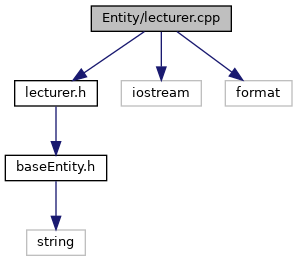 Entity/lecturer.cpp
lecturer.h
iostream
format
baseEntity.h
string